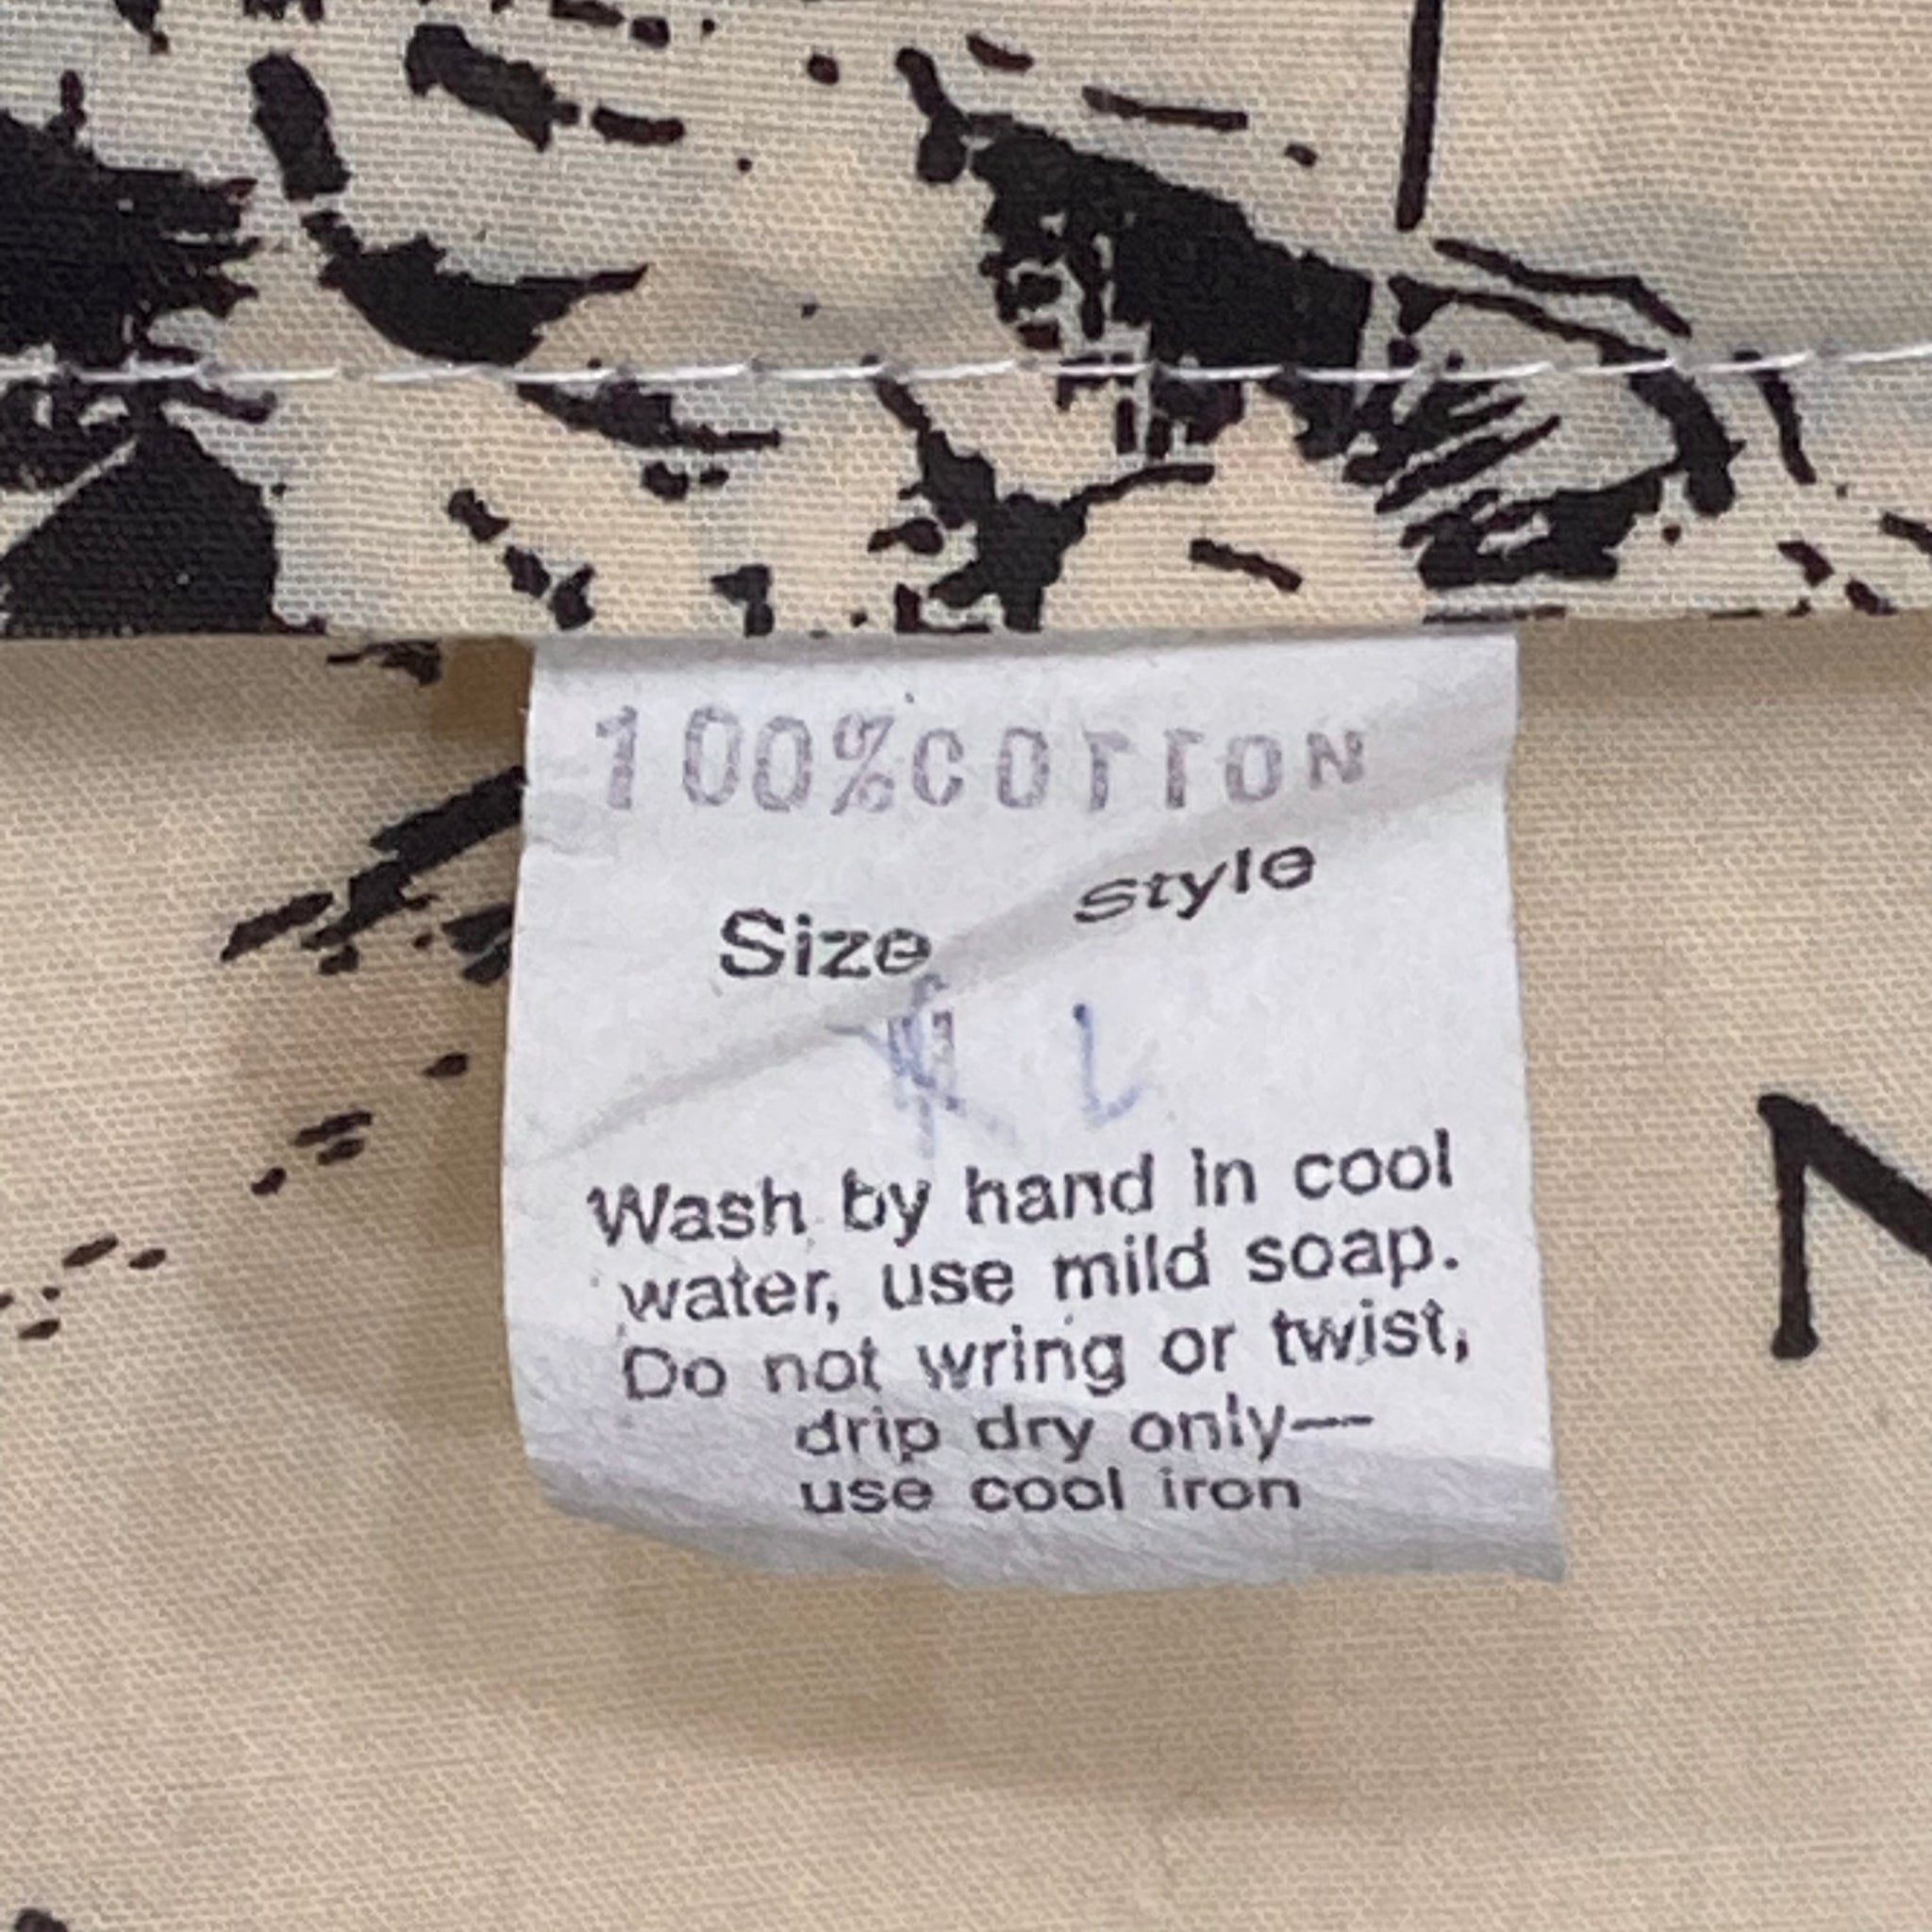 100%COTTON
Size style
XL
Wash by hand in cool
water, use mild soap.
Do not wring or twist,
drip dry only—
use cool iron
N